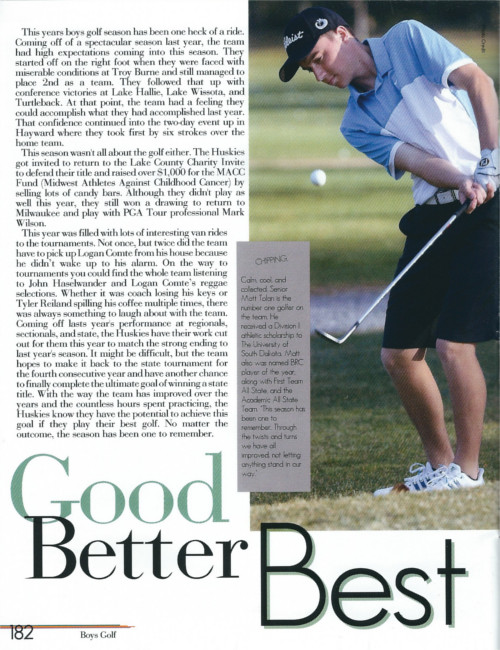 This years boys golf season has been one heck of a ride.
Coming off of a spectacular season last year, the team
had high expectations coming into this season. They
started off on the right foot when they were faced with
miserable conditions at Troy Burne and still managed to
place 2nd as a team. They followed that up with
conference victories at Lake Hallie, Lake Wissota, and
Turtleback. At that point, the team had a feeling they
could accomplish what they had accomplished last year.
That confidence continued into the two-day event up in
Hayward where they took first by six strokes over the
home team.
This season wasn't all about the golf either. The Huskies
got invited to return to the Lake County Charity Invite
to defend their title and raised over $1,000 for the MACC
Fund (Midwest Athletes Against Childhood Cancer) by
selling lots of candy bars. Although they didn't play as
well this year, they still won a drawing to return to
Milwaukee and play with PGA Tour professional Mark
Wilson.
This year was filled with lots of interesting van rides
to the tournaments. Not once, but twice did the team
have to pick up Logan Comte from his house because
he didn't wake up to his alarm. On the way to
tournaments you could find the whole team listening
to John Haselwander and Logan Comte's reggae
selections. Whether it was coach losing his keys or
Tyler Reiland spilling his coffee multiple times, there
was always something to laugh about with the team.
Coming off lasts year's performance at regionals,
sectionals, and state, the Huskies have their work cut
out for them this year to match the strong ending to
last year's season. It might be difficult, but the team
hopes to make it back to the state tournament for
the fourth consecutive year and have another chance
to finally complete the ultimate goal of winning a state
title. With the way the team has improved over the
years and the countless hours spent practicing, the
Huskies know they have the potential to achieve this
goal if they play their best golf. No matter the
outcome, the season has been one to remember.
Titleist
CHIPPING.
Calm, cool, and
collected. Senior
Matt Tolan is the
number one golfer on
the team. He
received a Division I
athletic scholarship to
The University of
South Dakota. Matt
also was named BRC
player of the year,
along with First Team
All State, and the
Academic All State
Team. "This season has
been one to
remember. Through
the twists and turns
we have all
improved, not letting
anything stand in our
way."
Good
Better
Best
182
Boys Golf